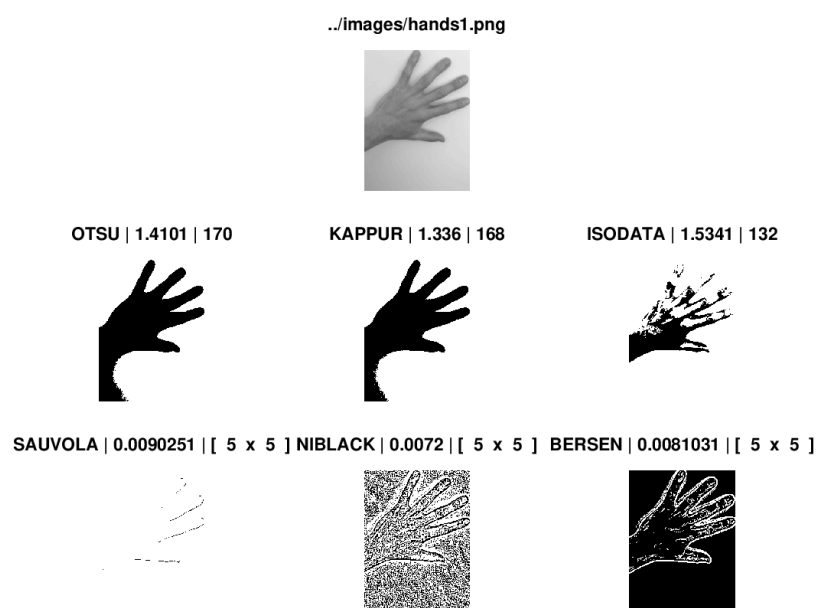 ../images/hands1.png
OTSU | 1.4101 | 170
KAPPUR | 1.336 | 168
ISODATA | 1.5341 | 132
SAUVOLA | 0.0090251 | [ 5 x 5 ]
NIBLACK | 0.0072 | [ 5 x 5 ]
BERSEN | 0.0081031 | [ 5 x 5 ]